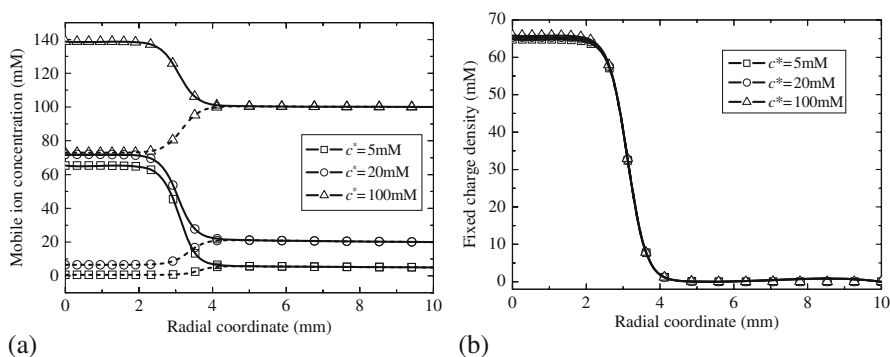 140
120
100
80
60
40
20
0
Mobile ion concentration (mM)
c*=5mM
c*=20mM
c*=100mM
0 2 4 6 8 10
Radial coordinate (mm)
(a)
70
60
50
40
30
20
10
0
Fixed charge density (mM)
c*=5mM
c*=20mM
c*=100mM
0 2 4 6 8 10
Radial coordinate (mm)
(b)